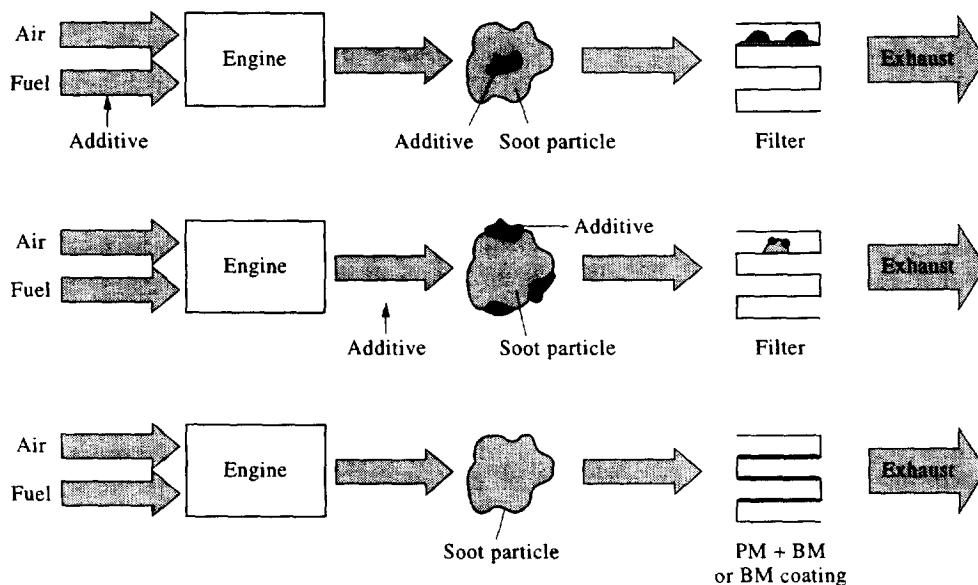 Air
Engine
Exhaust
Fuel
Additive
Additive
Soot particle
Filter
Additive
Air
Engine
Exhaust
Fuel
Additive
Soot particle
Filter
Air
Engine
Exhaust
Fuel
Soot particle
PM + BM
or BM coating